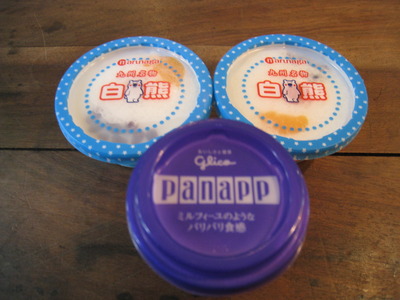 Marunaga
九州名物
白熊
Marunaga
九州名物
白熊
glico
panapp
ミルフィーユのような
パリパリ食感